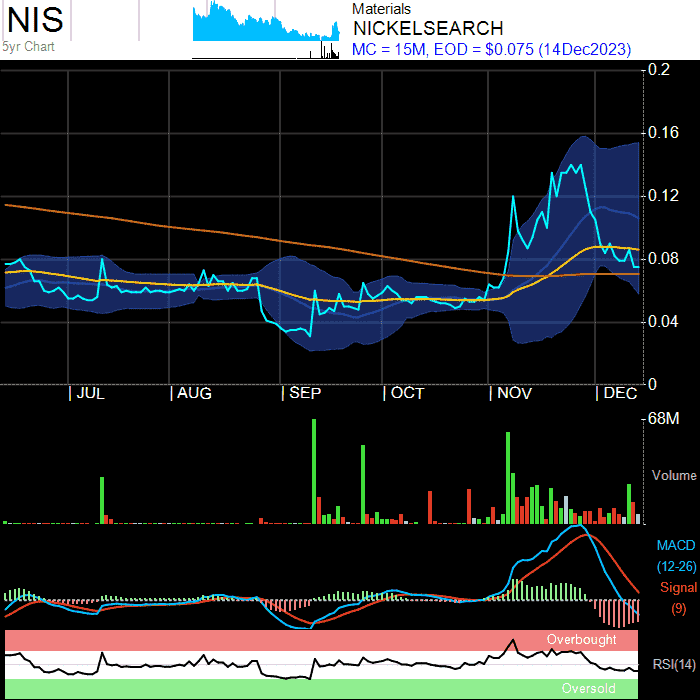 NIS
5yr Chart
Materials
NICKELSEARCH
MC = 15M, EOD = $0.075 (14Dec2023)
0.2
0.16
0.12
0.08
0.04
0
JUL
AUG
SEP
OCT
NOV
DEC
68M
Volume
MACD
(12-26)
Signal
(9)
Overbought
RSI(14)
Oversold